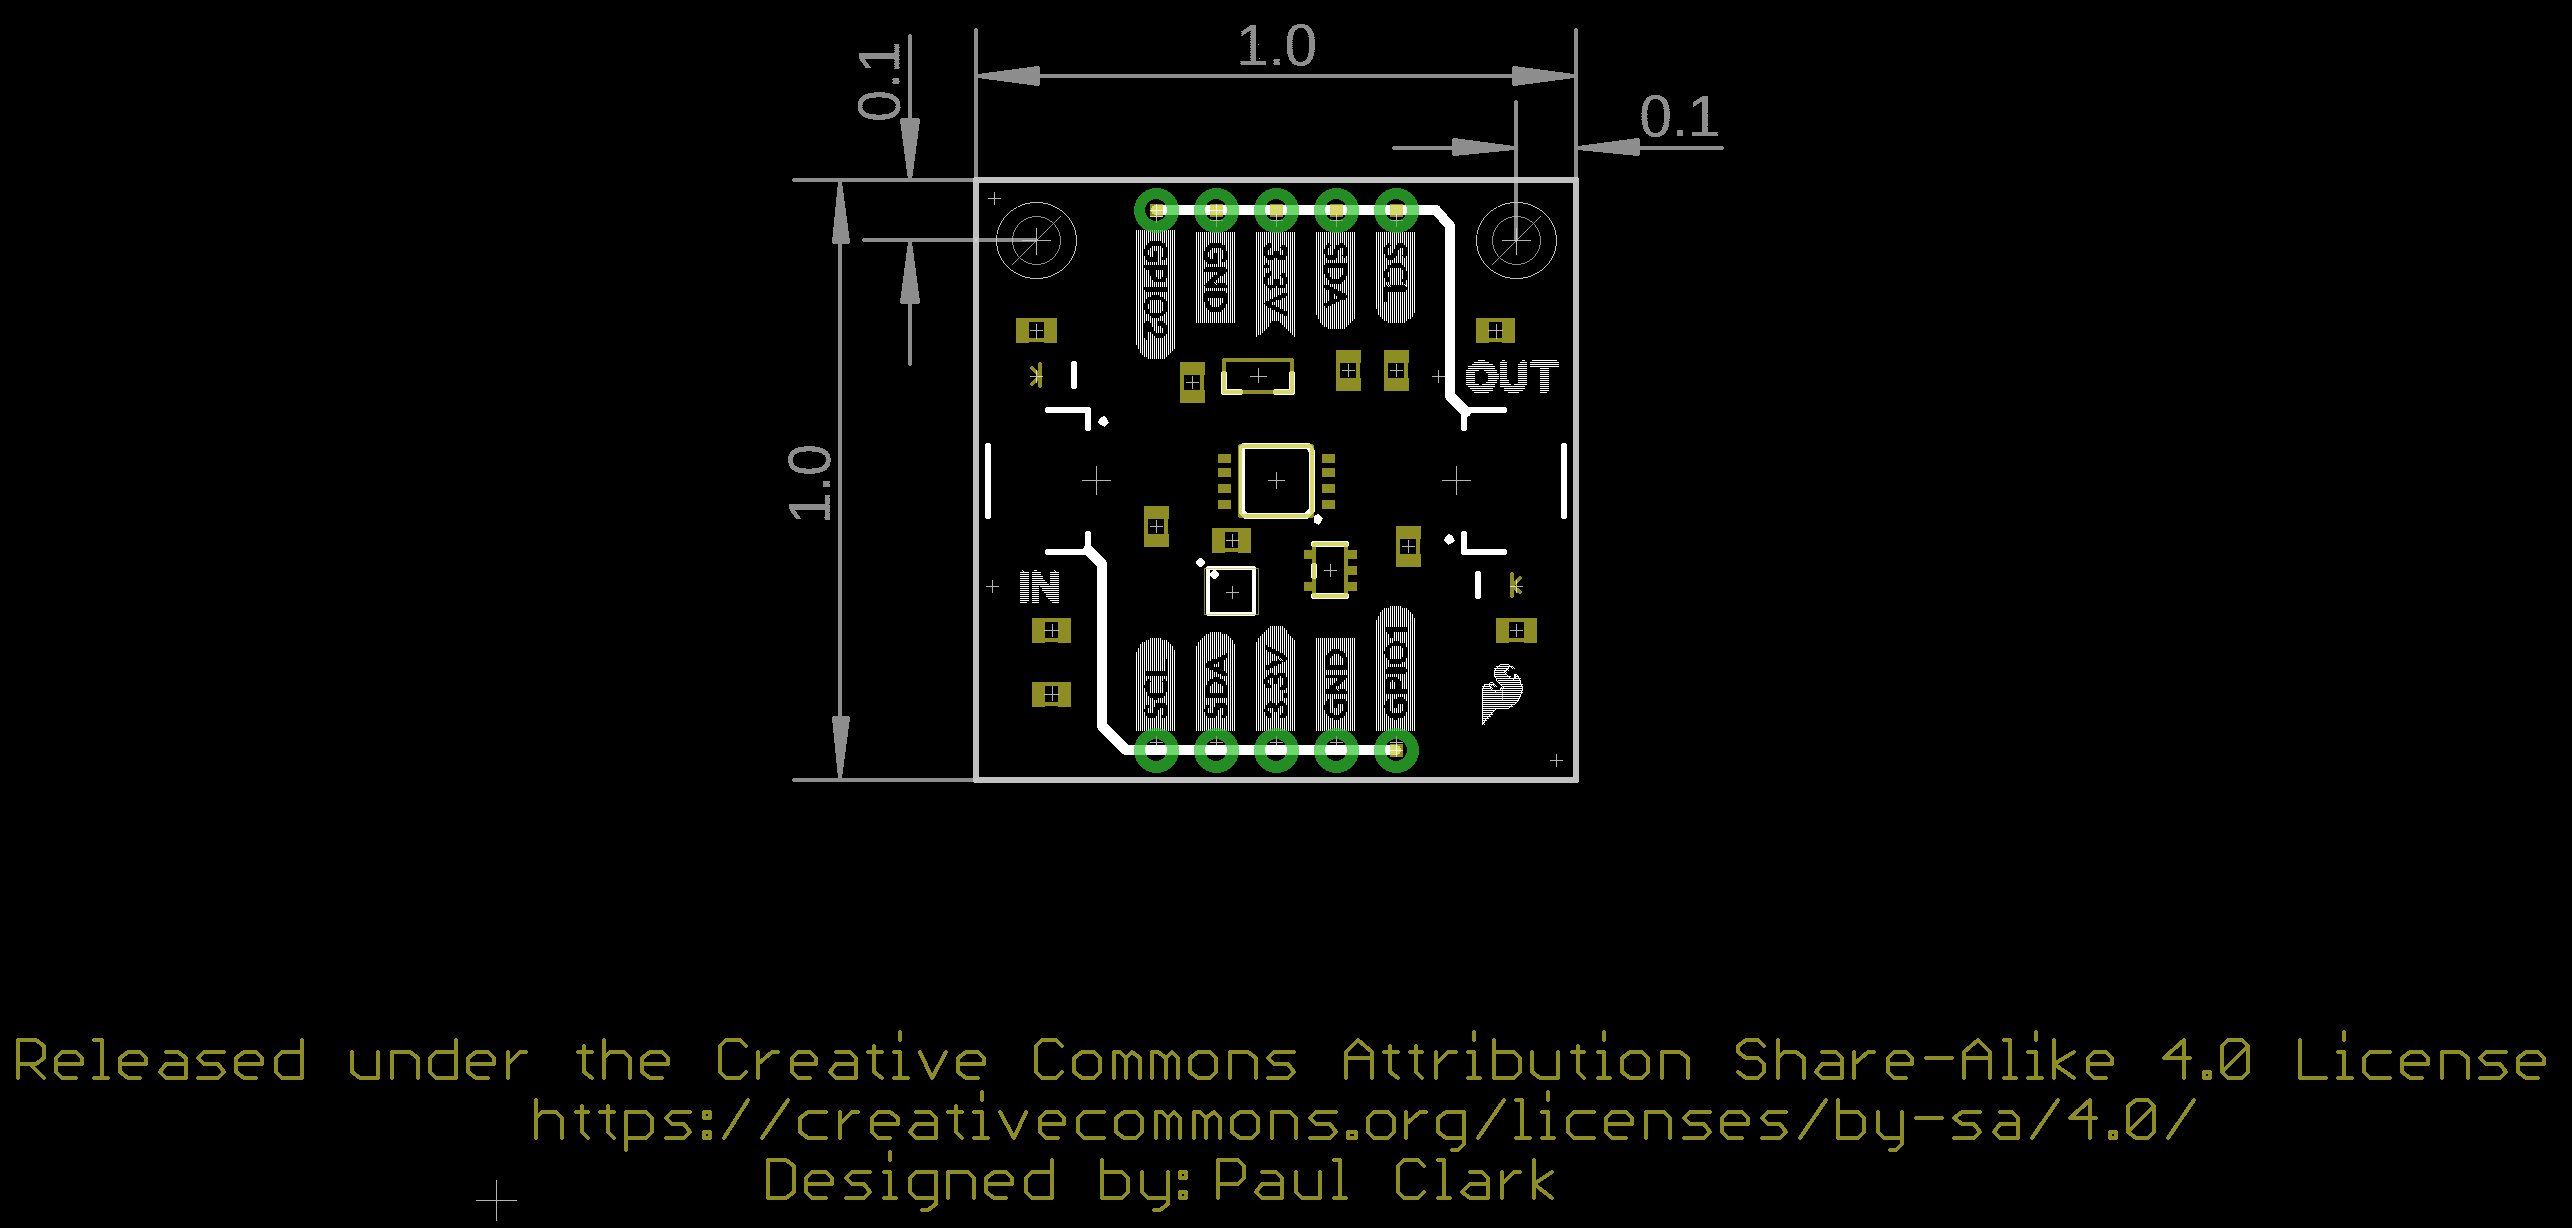 1.0
0.1
0.1
GPIO2
GND
3.3V
SDA
SCL
OUT
1.0
IN
SCL
SDA
3.3V
GND
GPIO1
Released under the Creative Commons Attribution Share-Alike 4.0 License
https://creativecommons.org/licenses/by-sa/4.0/
Designed by: Paul Clark